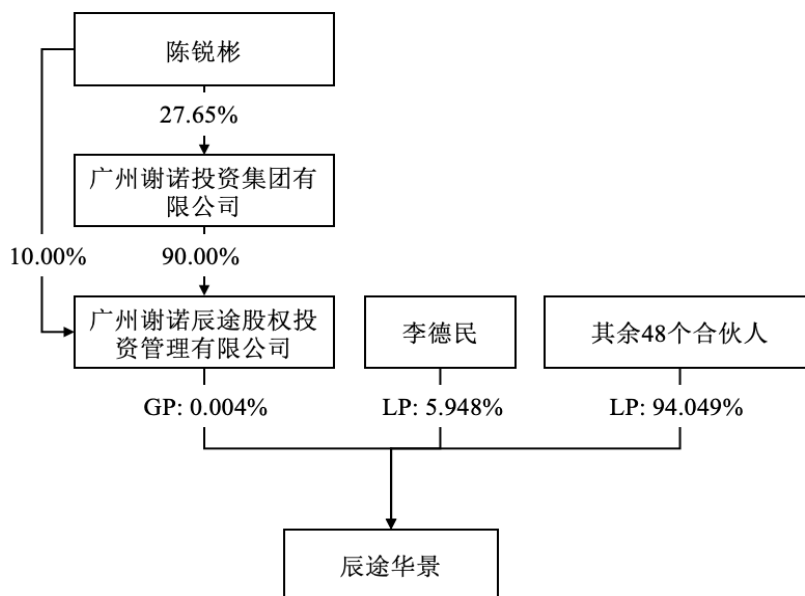 陈锐彬
27.65%
广州谢诺投资集团有
限公司
10.00%
90.00%
广州谢诺辰途股权投
资管理有限公司
李德民
其余48个合伙人
GP: 0.004%
LP: 5.948%
LP: 94.049%
辰途华景